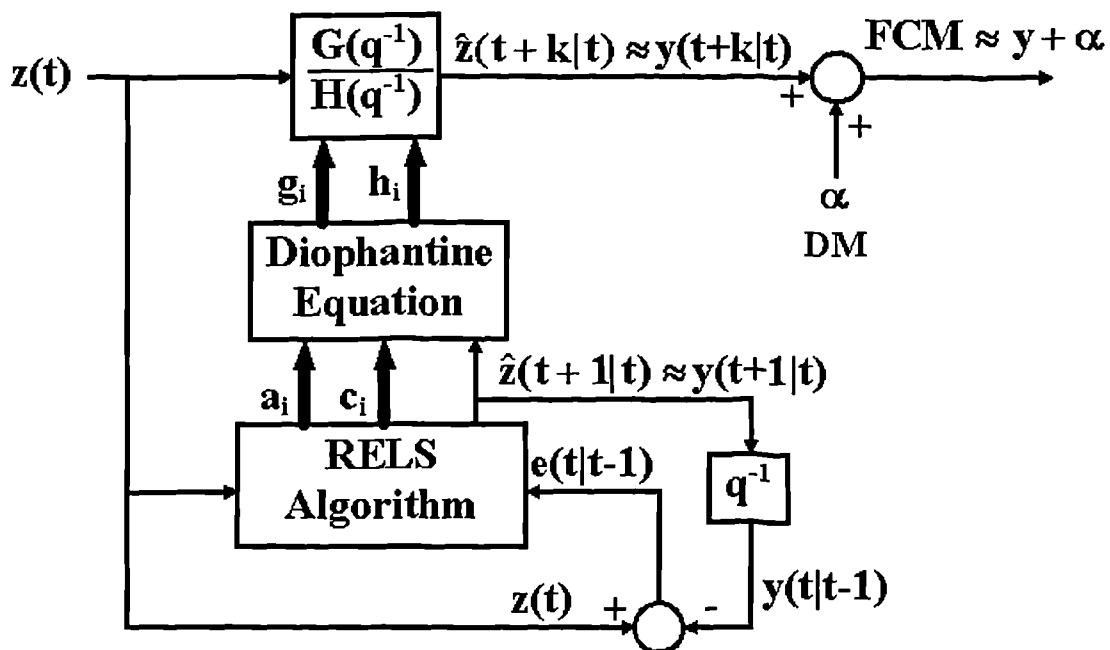 z(t)
G(q⁻¹)
H(q⁻¹)
ẑ(t + k|t) ≈ y(t+k|t)
+
+
FCM ≈ y + α
α
DM
gᵢ
hᵢ
Diophantine
Equation
ẑ(t + 1|t) ≈ y(t+1|t)
aᵢ
cᵢ
RELS
Algorithm
e(t|t-1)
q⁻¹
y(t|t-1)
z(t)
+
-